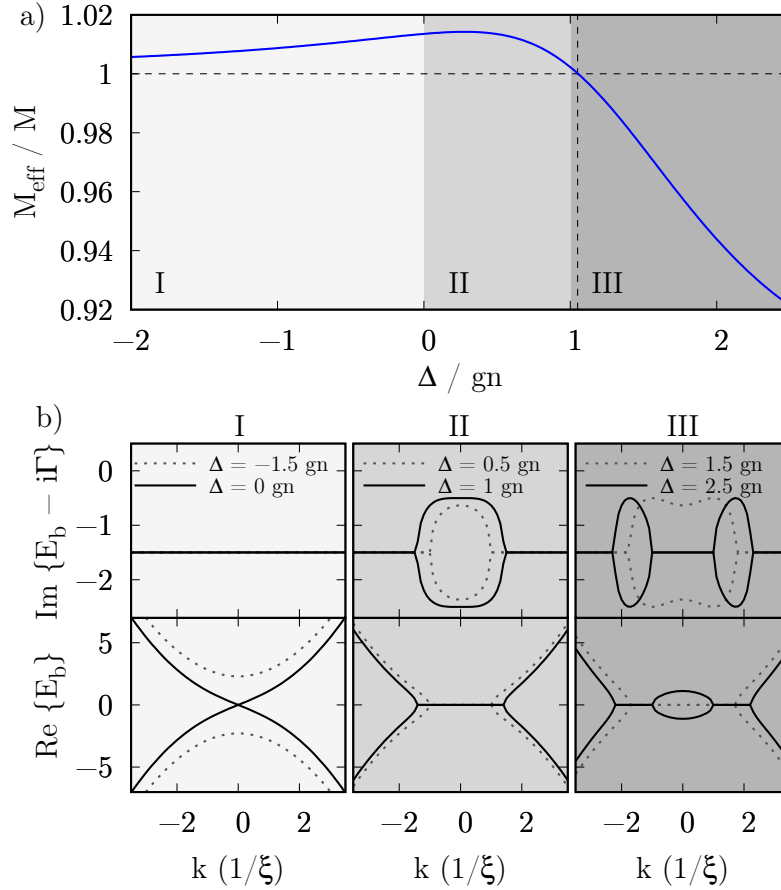 a)
1.02
1
0.98
0.96
0.94
0.92
M_eff / M
I
II
III
−2
−1
0
1
2
Δ / gn
b)
I
II
III
Im {E_b − iΓ}
0
−1
−2
Δ = −1.5 gn
Δ = 0 gn
Δ = 0.5 gn
Δ = 1 gn
Δ = 1.5 gn
Δ = 2.5 gn
Re {E_b}
5
0
−5
−2
0
2
−2
0
2
−2
0
2
k (1/ξ)
k (1/ξ)
k (1/ξ)